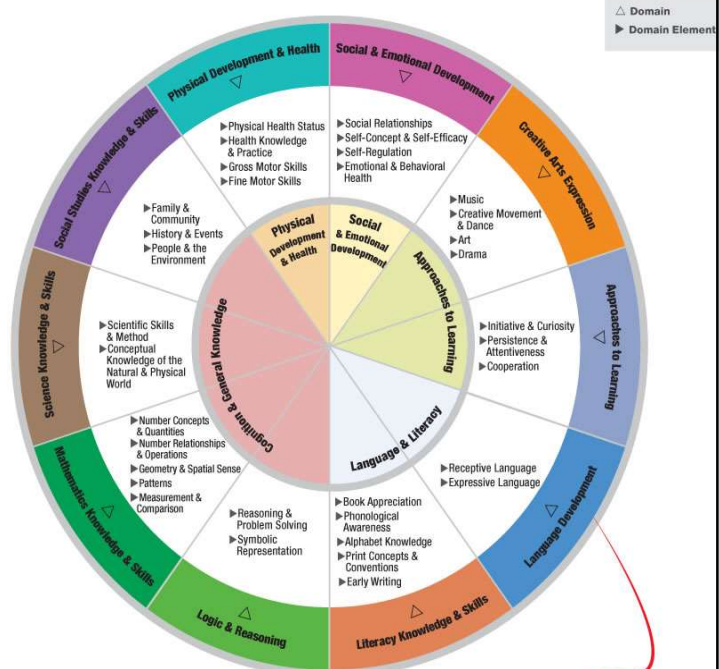 △ Domain
▶ Domain Element
Physical Development & Health
▶Physical Health Status
▶Health Knowledge
& Practice
▶Gross Motor Skills
▶Fine Motor Skills
Social & Emotional Development
▶Social Relationships
▶Self-Concept & Self-Efficacy
▶Self-Regulation
▶Emotional & Behavioral
Health
Creative Arts Expression
▶Music
▶Creative Movement
& Dance
▶Art
▶Drama
Approaches to Learning
▶Initiative & Curiosity
▶Persistence &
Attentiveness
▶Cooperation
Language Development
▶Receptive Language
▶Expressive Language
Literacy Knowledge & Skills
▶Book Appreciation
▶Phonological
Awareness
▶Alphabet Knowledge
▶Print Concepts &
Conventions
▶Early Writing
Logic & Reasoning
▶Reasoning &
Problem Solving
▶Symbolic
Representation
Mathematics Knowledge & Skills
▶Number Concepts
& Quantities
▶Number Relationships
& Operations
▶Geometry & Spatial Sense
▶Patterns
▶Measurement &
Comparison
Science Knowledge & Skills
▶Scientific Skills
& Method
▶Conceptual
Knowledge of the
Natural & Physical
World
Social Studies Knowledge & Skills
▶Family &
Community
▶History & Events
▶People & the
Environment
Physical
Development
& Health
Social
& Emotional
Development
Approaches to Learning
Language & Literacy
Cognition & General Knowledge